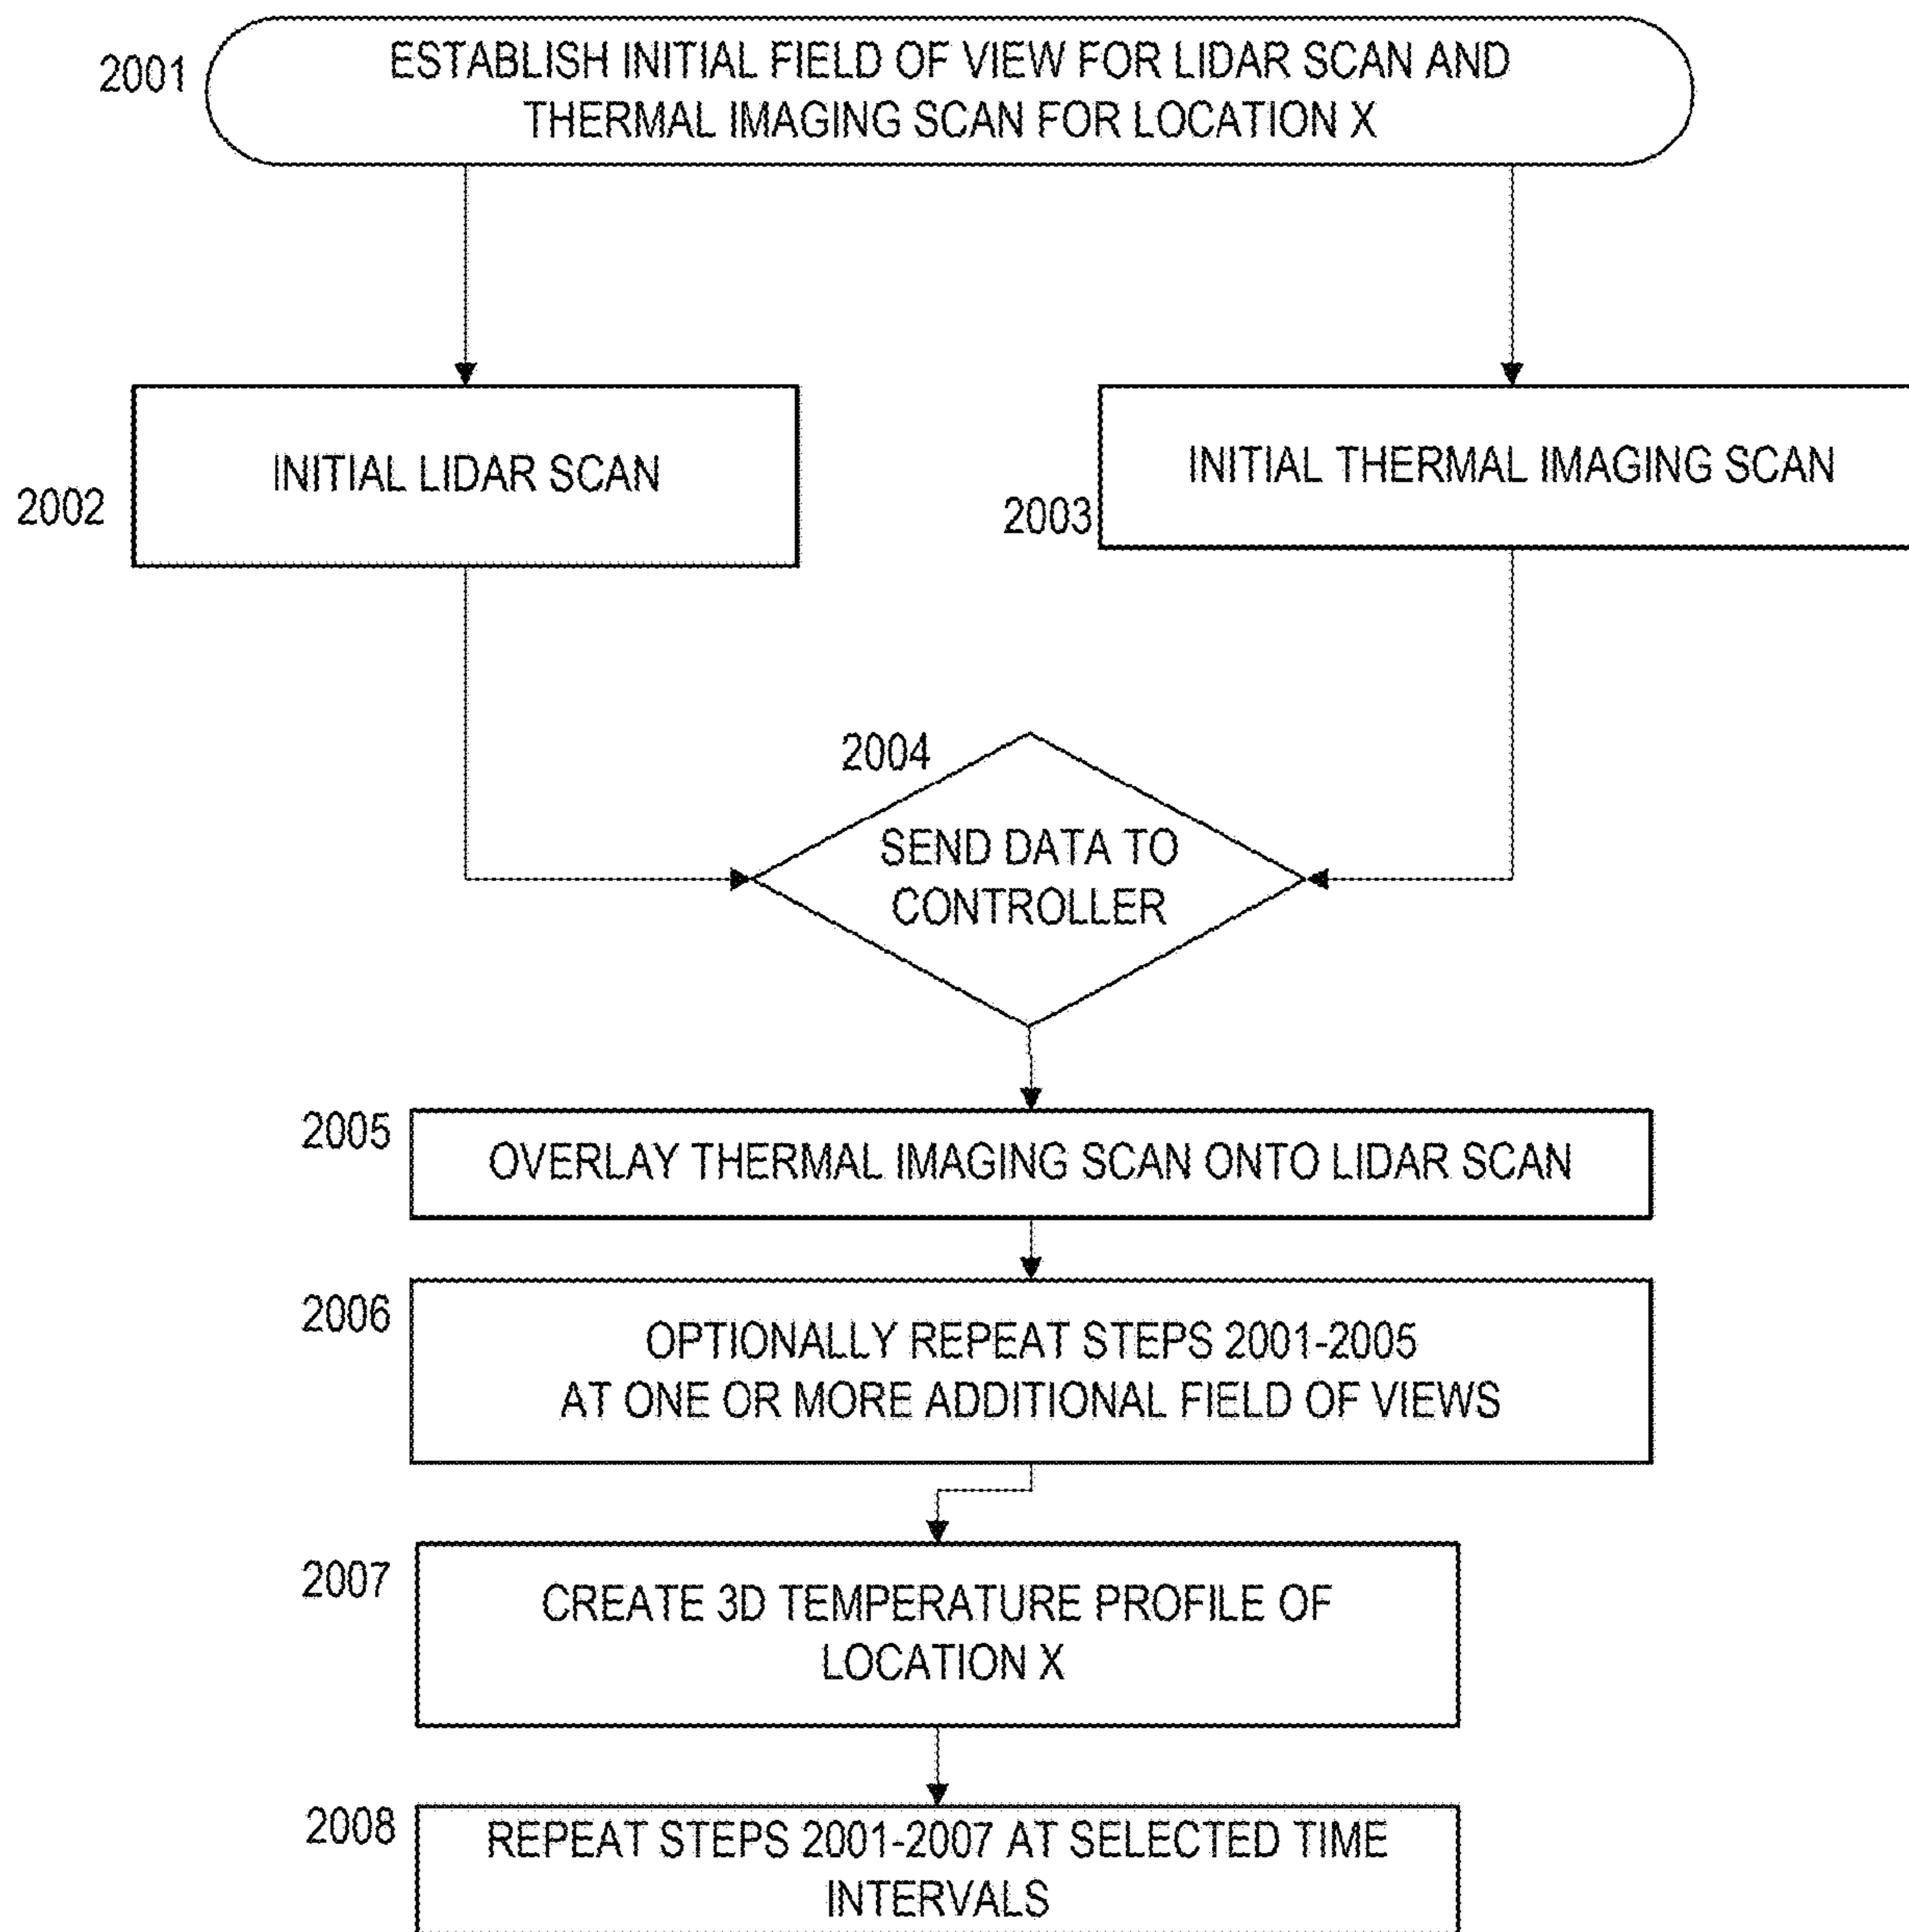 2001
ESTABLISH INITIAL FIELD OF VIEW FOR LIDAR SCAN AND
THERMAL IMAGING SCAN FOR LOCATION X
INITIAL LIDAR SCAN
2002
INITIAL THERMAL IMAGING SCAN
2003
2004
SEND DATA TO
CONTROLLER
2005
OVERLAY THERMAL IMAGING SCAN ONTO LIDAR SCAN
2006
OPTIONALLY REPEAT STEPS 2001-2005
AT ONE OR MORE ADDITIONAL FIELD OF VIEWS
2007
CREATE 3D TEMPERATURE PROFILE OF
LOCATION X
2008
REPEAT STEPS 2001-2007 AT SELECTED TIME
INTERVALS